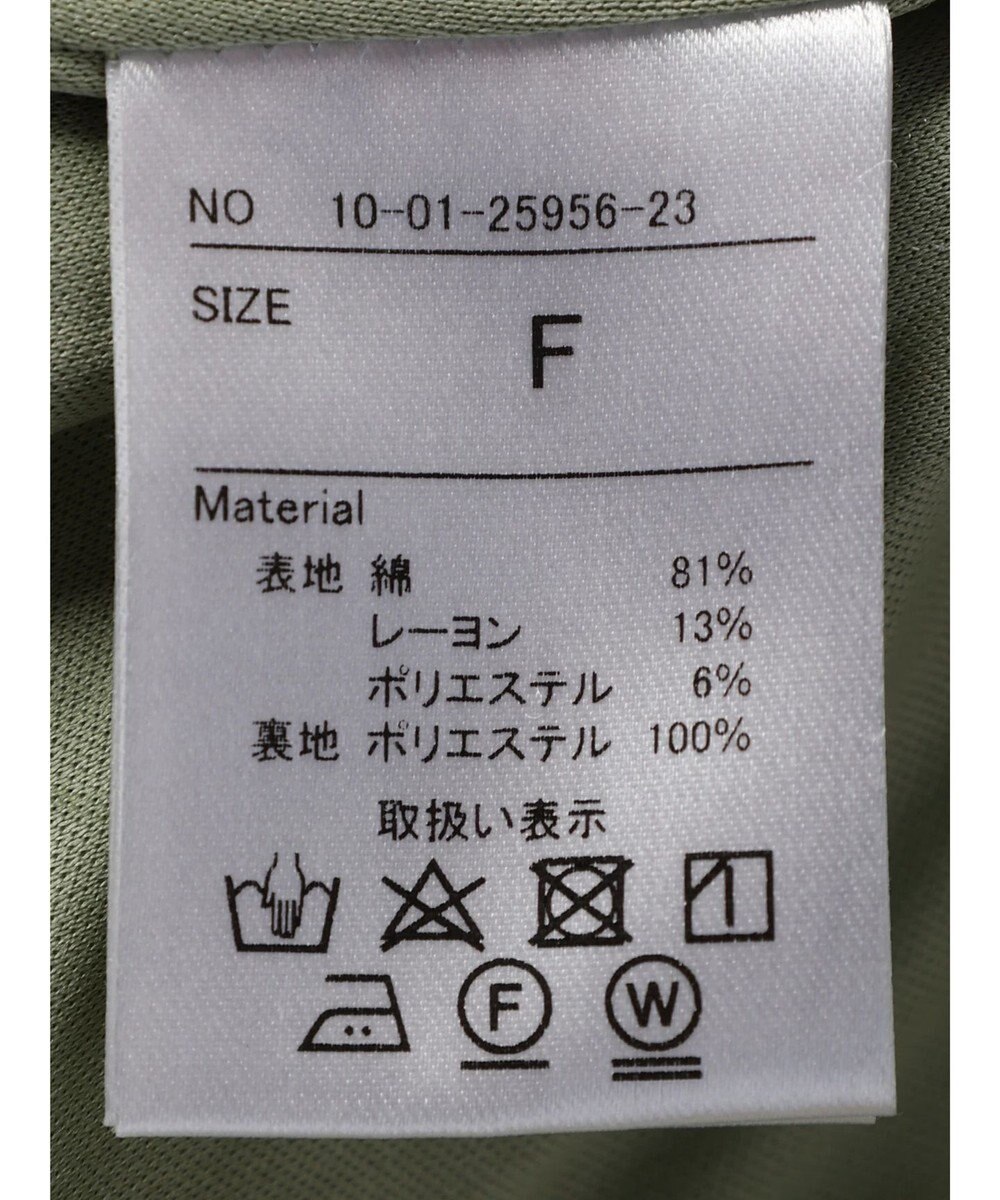 NO 10-01-25956-23
SIZE
F
Material
表地 綿 81%
レーヨン 13%
ポリエステル 6%
裏地 ポリエステル 100%
取扱い表示
F W